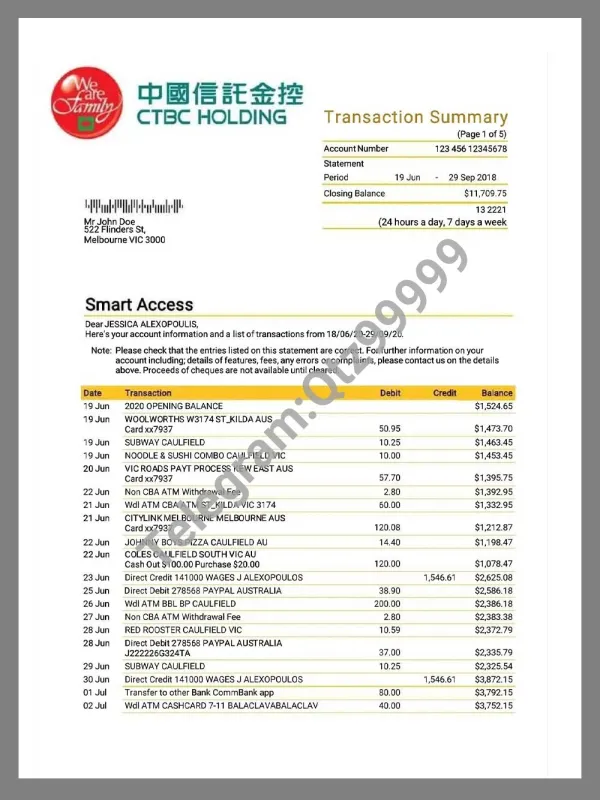 We
are
Family
中國信託金控
CTBC HOLDING
Transaction Summary
(Page 1 of 5)
Account Number 123 456 12345678
Statement
Period 19 Jun - 29 Sep 2018
Closing Balance $11,709.75
13 2221
(24 hours a day, 7 days a week
Mr John Doe
522 Flinders St,
Melbourne VIC 3000
Smart Access
Dear JESSICA ALEXOPOULIS,
Here's your account information and a list of transactions from 18/06/20-29/09/20.
Note: Please check that the entries listed on this statement are correct. For further information on your
account including; details of features, fees, any errors or complaints, please contact us on the details
above. Proceeds of cheques are not available until cleared.
Date Transaction Debit Credit Balance
19 Jun 2020 OPENING BALANCE $1,524.65
19 Jun WOOLWORTHS W3174 ST_KILDA AUS
Card xx7937 50.95 $1,473.70
19 Jun SUBWAY CAULFIELD 10.25 $1,463.45
19 Jun NOODLE & SUSHI COMBO CAULFIELD VIC 10.00 $1,453.45
20 Jun VIC ROADS PAYT PROCESS KEW EAST AUS
Card xx7937 57.70 $1,395.75
22 Jun Non CBA ATM Withdrawal Fee 2.80 $1,392.95
21 Jun Wdl ATM CBA ATM ST_KILDA VIC 3174 60.00 $1,332.95
21 Jun CITYLINK MELBOURNE MELBOURNE AUS
Card xx7937 120.08 $1,212.87
22 Jun JOHNNY BOYS PIZZA CAULFIELD AU 14.40 $1,198.47
22 Jun COLES CAULFIELD SOUTH VIC AU
Cash Out $100.00 Purchase $20.00 120.00 $1,078.47
23 Jun Direct Credit 141000 WAGES J ALEXOPOULOS 1,546.61 $2,625.08
25 Jun Direct Debit 278568 PAYPAL AUSTRALIA 38.90 $2,586.18
26 Jun Wdl ATM BBL BP CAULFIELD 200.00 $2,386.18
27 Jun Non CBA ATM Withdrawal Fee 2.80 $2,383.38
28 Jun RED ROOSTER CAULFIELD VIC 10.59 $2,372.79
28 Jun Direct Debit 278568 PAYPAL AUSTRALIA
J222226G324TA 37.00 $2,335.79
29 Jun SUBWAY CAULFIELD 10.25 $2,325.54
30 Jun Direct Credit 141000 WAGES J ALEXOPOULOS 1,546.61 $3,872.15
01 Jul Transfer to other Bank CommBank app 80.00 $3,792.15
02 Jul Wdl ATM CASHCARD 7-11 BALACLAVABALACLAV 40.00 $3,752.15
Telegram:Qtz99999